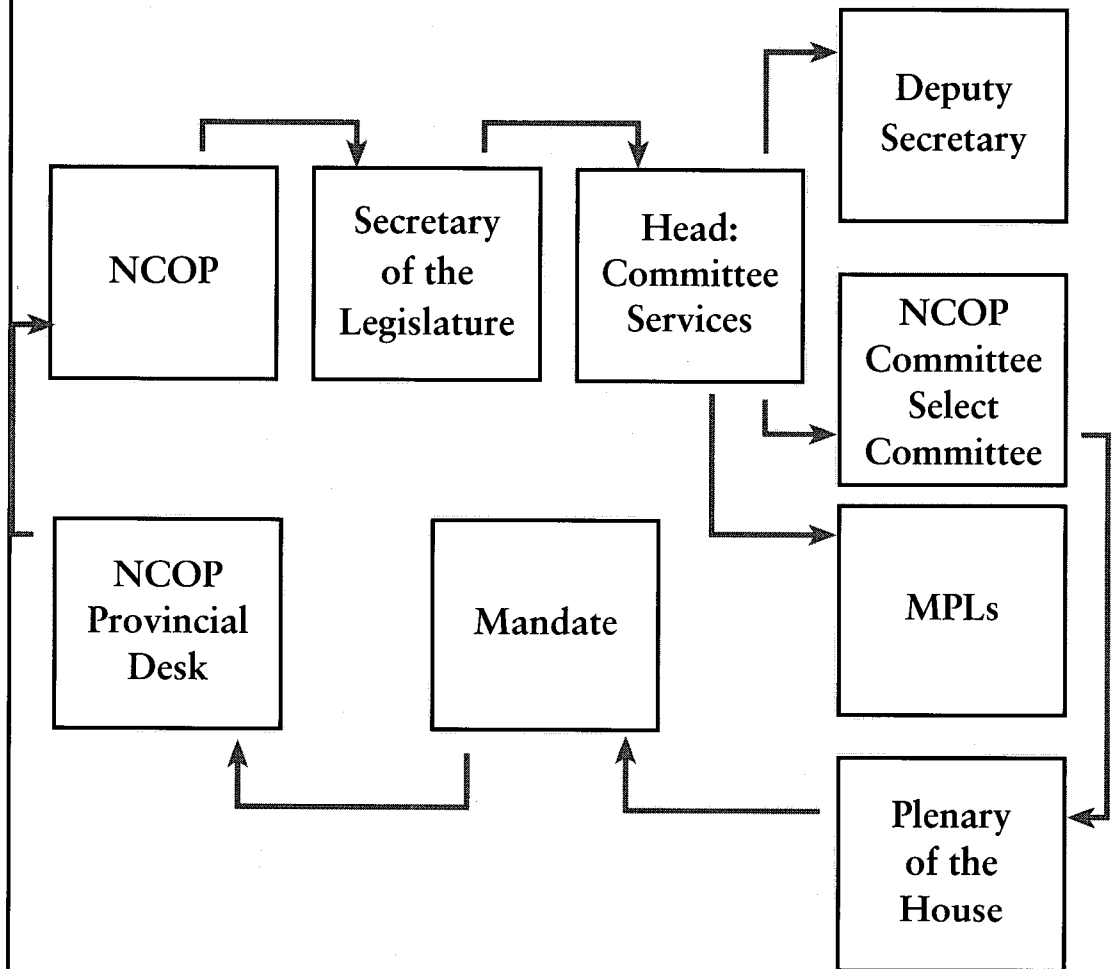 Deputy
Secretary
NCOP
Secretary
of the
Legislature
Head:
Committee
Services
NCOP
Committee
Select
Committee
NCOP
Provincial
Desk
Mandate
MPLs
Plenary
of the
House